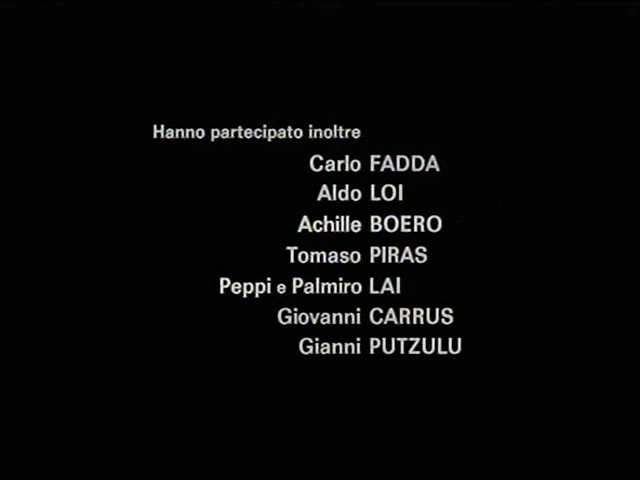 Hanno partecipato inoltre
Carlo FADDA
Aldo LOI
Achille BOERO
Tomaso PIRAS
Peppi e Palmiro LAI
Giovanni CARRUS
Gianni PUTZULU